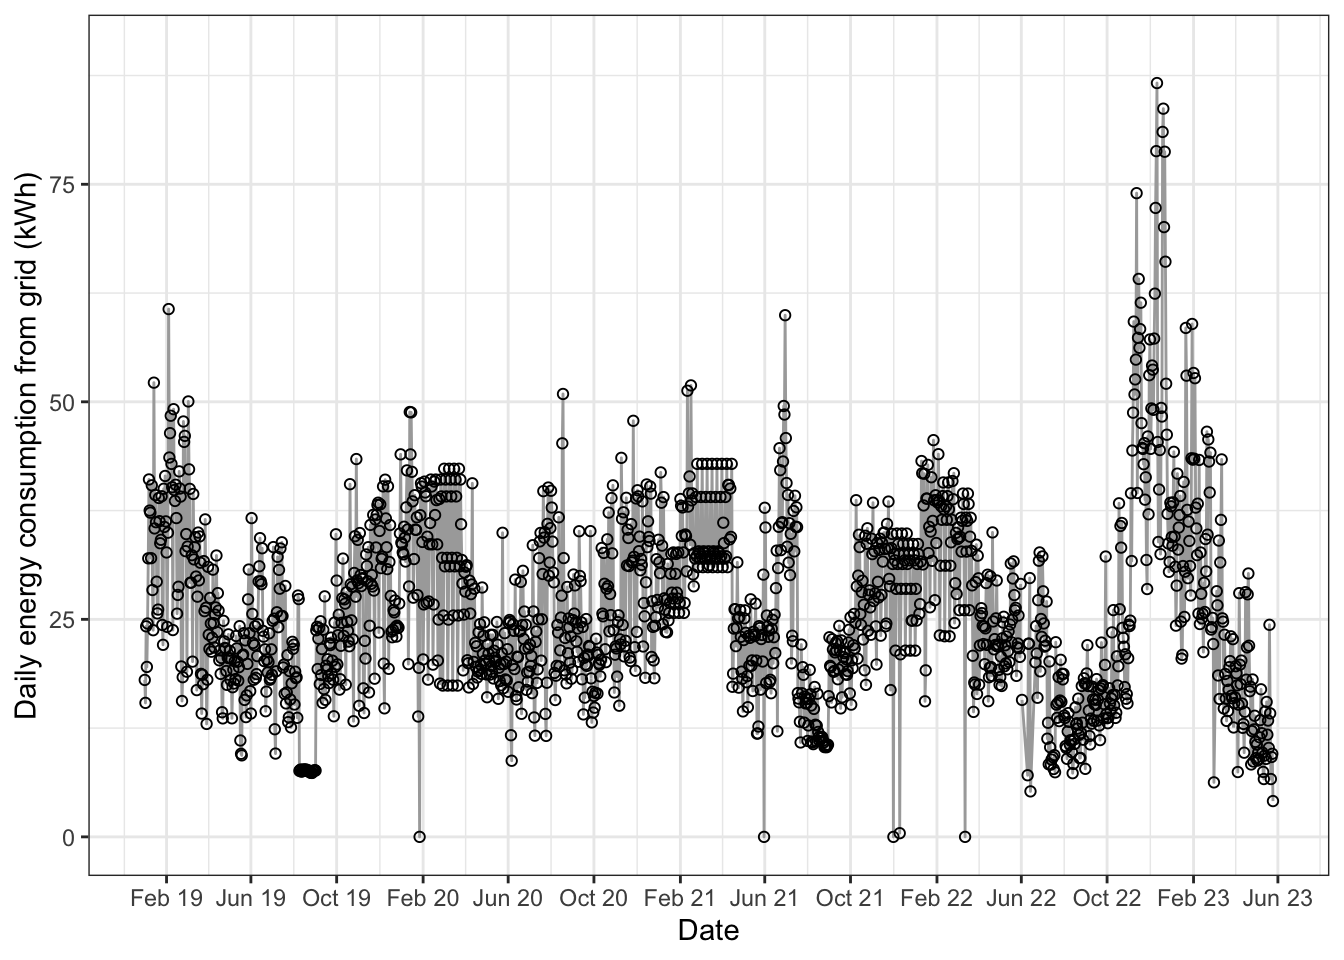 Daily energy consumption from grid (kWh)
75
50
25
0
Feb 19 Jun 19 Oct 19 Feb 20 Jun 20 Oct 20 Feb 21 Jun 21 Oct 21 Feb 22 Jun 22 Oct 22 Feb 23 Jun 23
Date